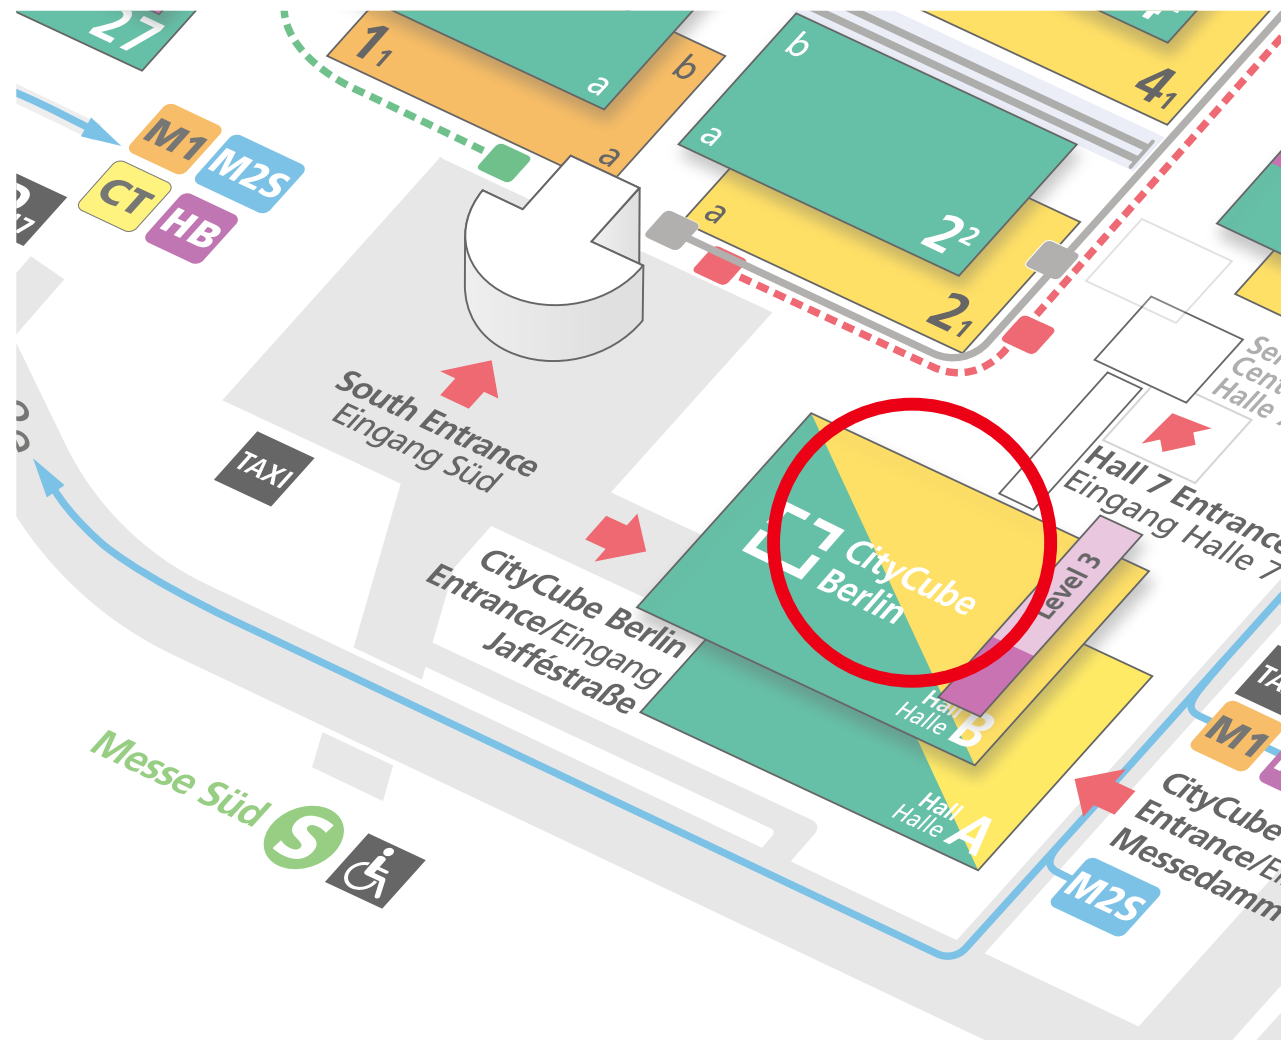 27
1₁
a
b
a
b
a
2²
a
2₁
4₁
M1
M2S
CT
HB
South Entrance
Eingang Süd
TAXI
Hall 7 Entrance
Eingang Halle 7
CityCube
Berlin
Level 3
CityCube Berlin
Entrance/Eingang
Jafféstraße
Hall
Halle B
Hall
Halle A
Messe Süd S
M1
CityCube
Entrance/Ei
Messedamm
M2S